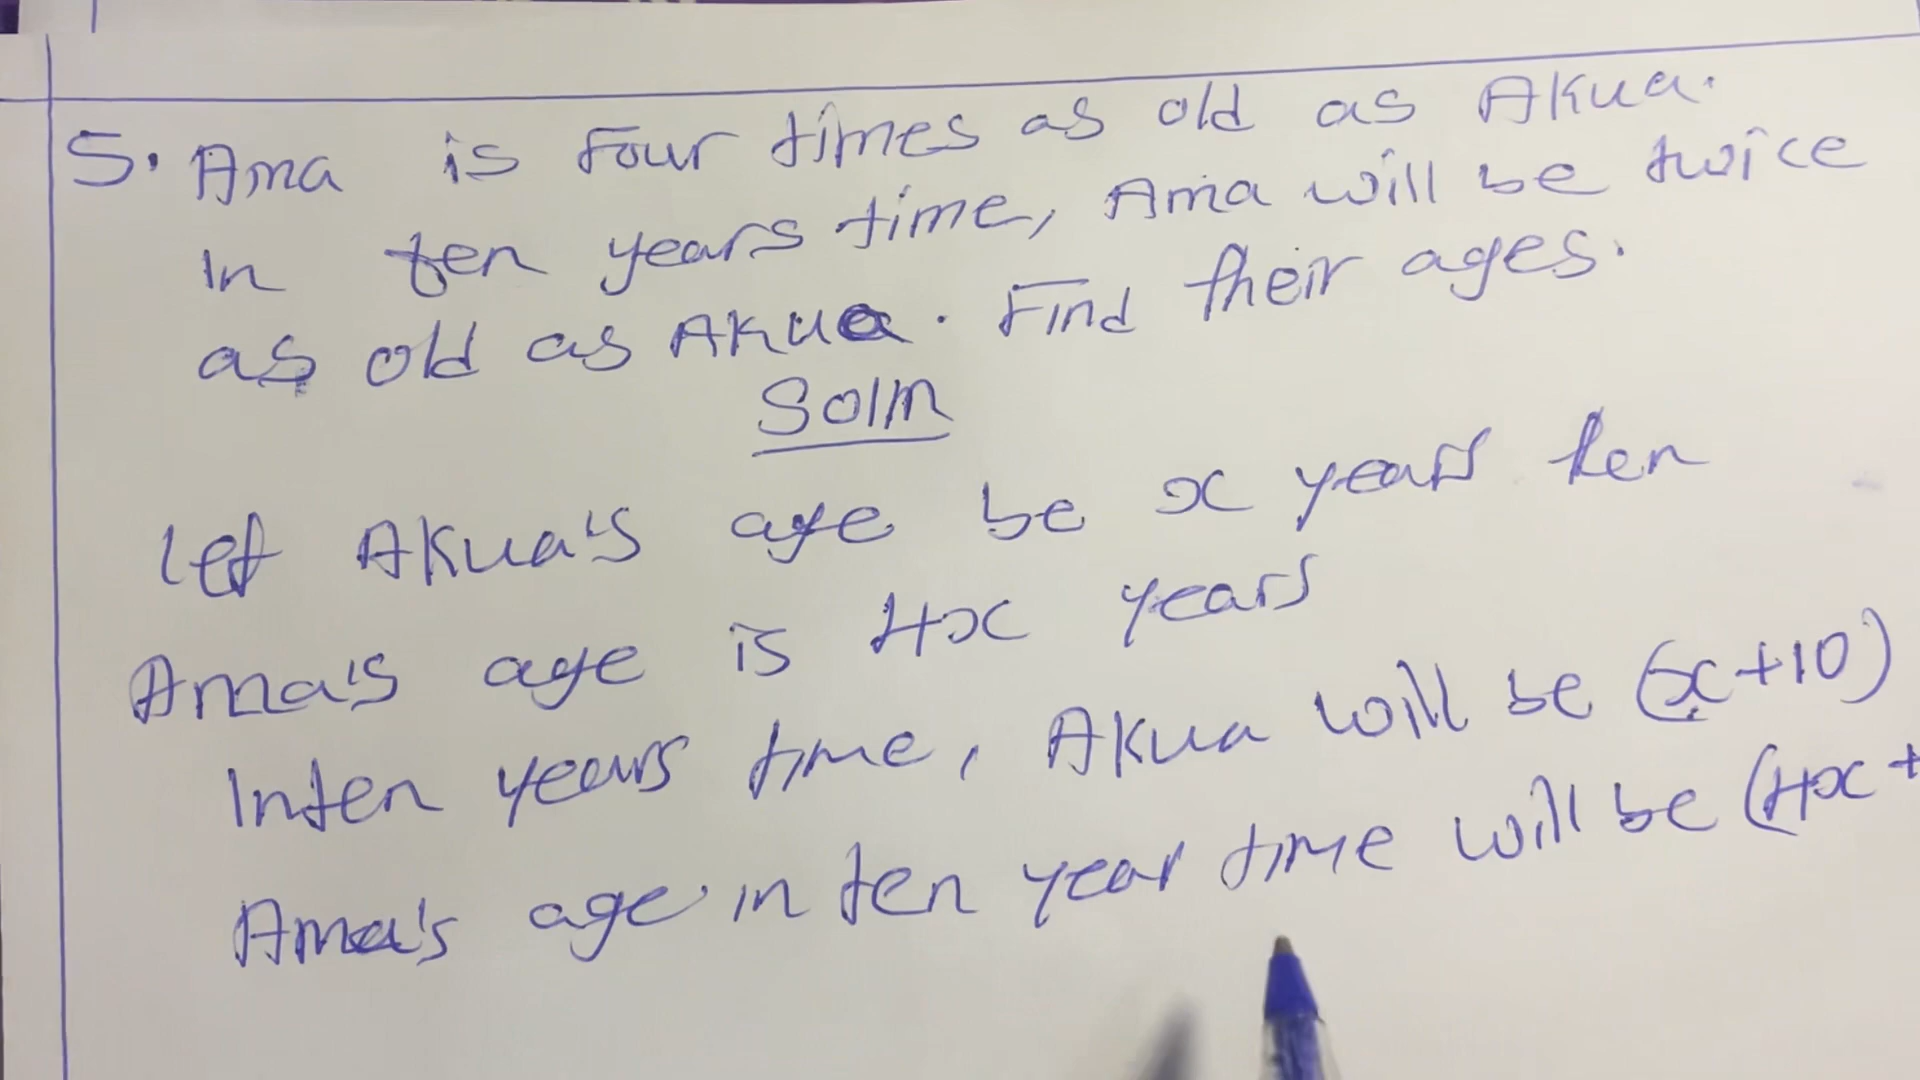 5. Ama is four times as old as Akua.
In ten years time, Ama will be twice
as old as Akua. Find their ages.
Soln
Let Akua's age be x years then
Ama's age is 4x years
In ten years time, Akua will be (x+10)
Ama's age in ten year time will be (4x+